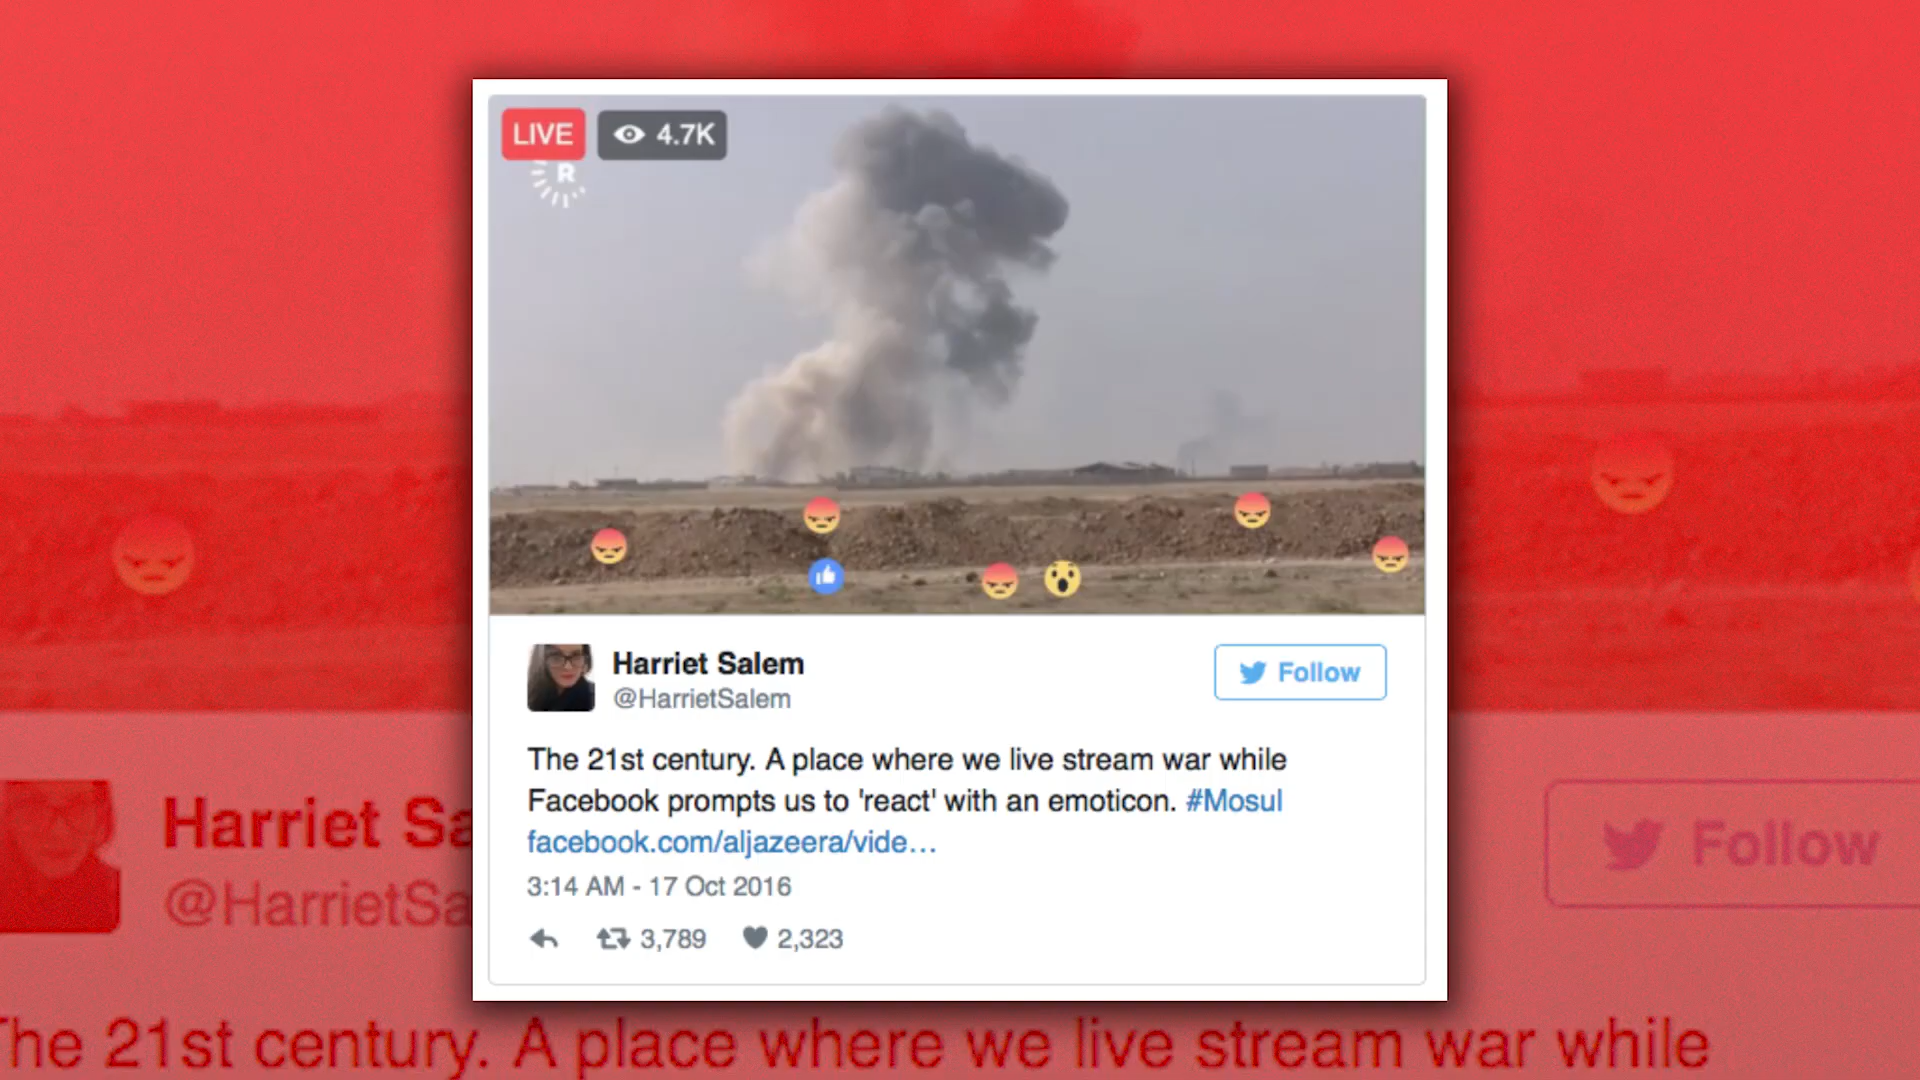 LIVE 4.7K
R
Harriet Salem
@HarrietSalem
Follow
The 21st century. A place where we live stream war while
Facebook prompts us to 'react' with an emoticon. #Mosul
facebook.com/aljazeera/vide…
3:14 AM - 17 Oct 2016
3,789 2,323
Harriet Sa
@HarrietSa
Follow
The 21st century. A place where we live stream war while